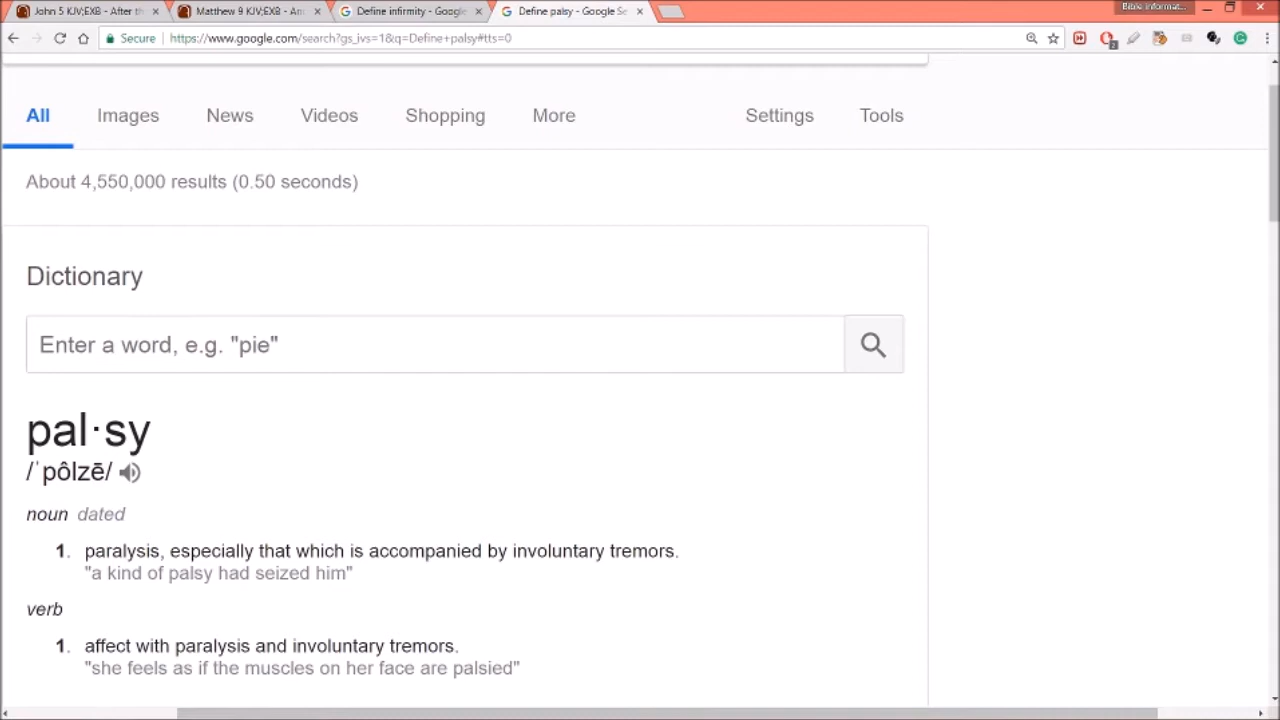 John 5 KJV;EXB - After th
Matthew 9 KJV;EXB - An
Define infirmity - Google
Define palsy - Google Se
Bible informat...
Secure
https://www.google.com/search?gs_ivs=1&q=Define+palsy#tts=0
2
All Images News Videos Shopping More Settings Tools
About 4,550,000 results (0.50 seconds)
Dictionary
Enter a word, e.g. "pie"
pal·sy
/ˈpôlzē/
noun dated
1. paralysis, especially that which is accompanied by involuntary tremors.
"a kind of palsy had seized him"
verb
1. affect with paralysis and involuntary tremors.
"she feels as if the muscles on her face are palsied"